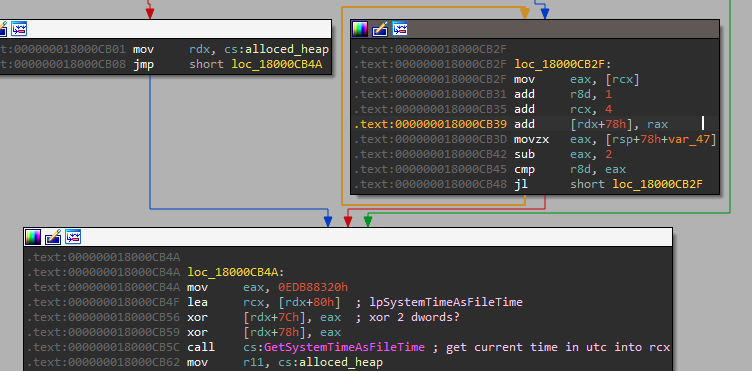 t:000000018000CB01 mov rdx, cs:alloced_heap
t:000000018000CB08 jmp short loc_18000CB4A
.text:000000018000CB2F
.text:000000018000CB2F loc_18000CB2F:
.text:000000018000CB2F mov eax, [rcx]
.text:000000018000CB31 add r8d, 1
.text:000000018000CB35 add rcx, 4
.text:000000018000CB39 add [rdx+78h], rax
.text:000000018000CB3D movzx eax, [rsp+78h+var_47]
.text:000000018000CB42 sub eax, 2
.text:000000018000CB45 cmp r8d, eax
.text:000000018000CB48 jl short loc_18000CB2F
.text:000000018000CB4A
.text:000000018000CB4A loc_18000CB4A:
.text:000000018000CB4A mov eax, 0EDB88320h
.text:000000018000CB4F lea rcx, [rdx+80h] ; lpSystemTimeAsFileTime
.text:000000018000CB56 xor [rdx+7Ch], eax ; xor 2 dwords?
.text:000000018000CB59 xor [rdx+78h], eax
.text:000000018000CB5C call cs:GetSystemTimeAsFileTime ; get current time in utc into rcx
.text:000000018000CB62 mov r11, cs:alloced_heap